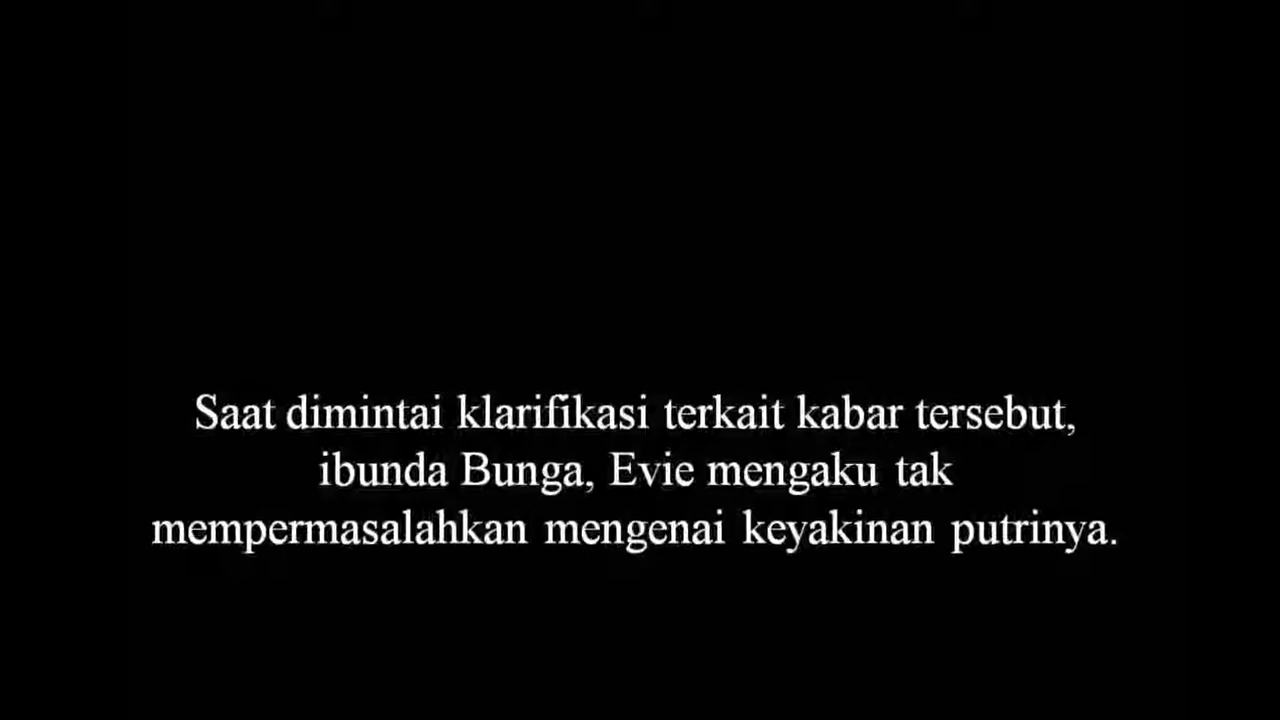 Saat dimintai klarifikasi terkait kabar tersebut,
ibunda Bunga, Evie mengaku tak
mempermasalahkan mengenai keyakinan putrinya.